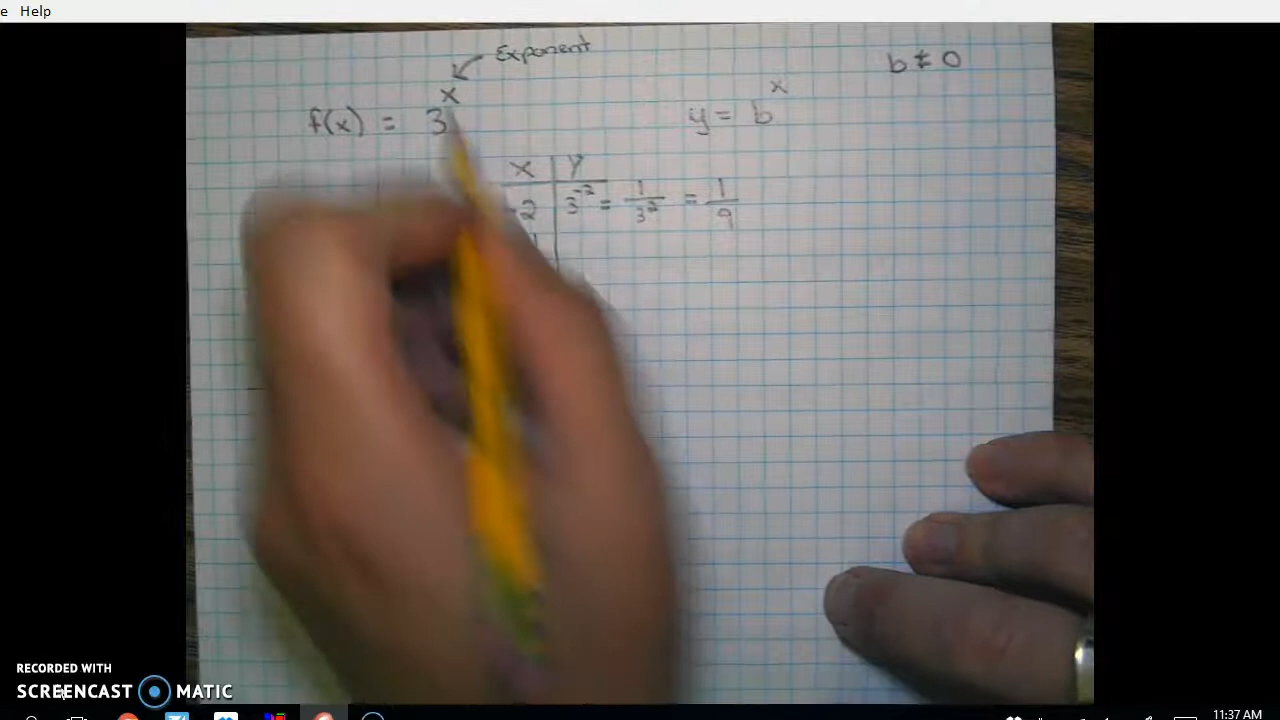 e Help
Exponent
b ≠ 0
f(x) = 3^x
y = b^x
x y
-2 3^-2 = 1/3^2 = 1/9
RECORDED WITH
SCREENCAST MATIC
11:37 AM